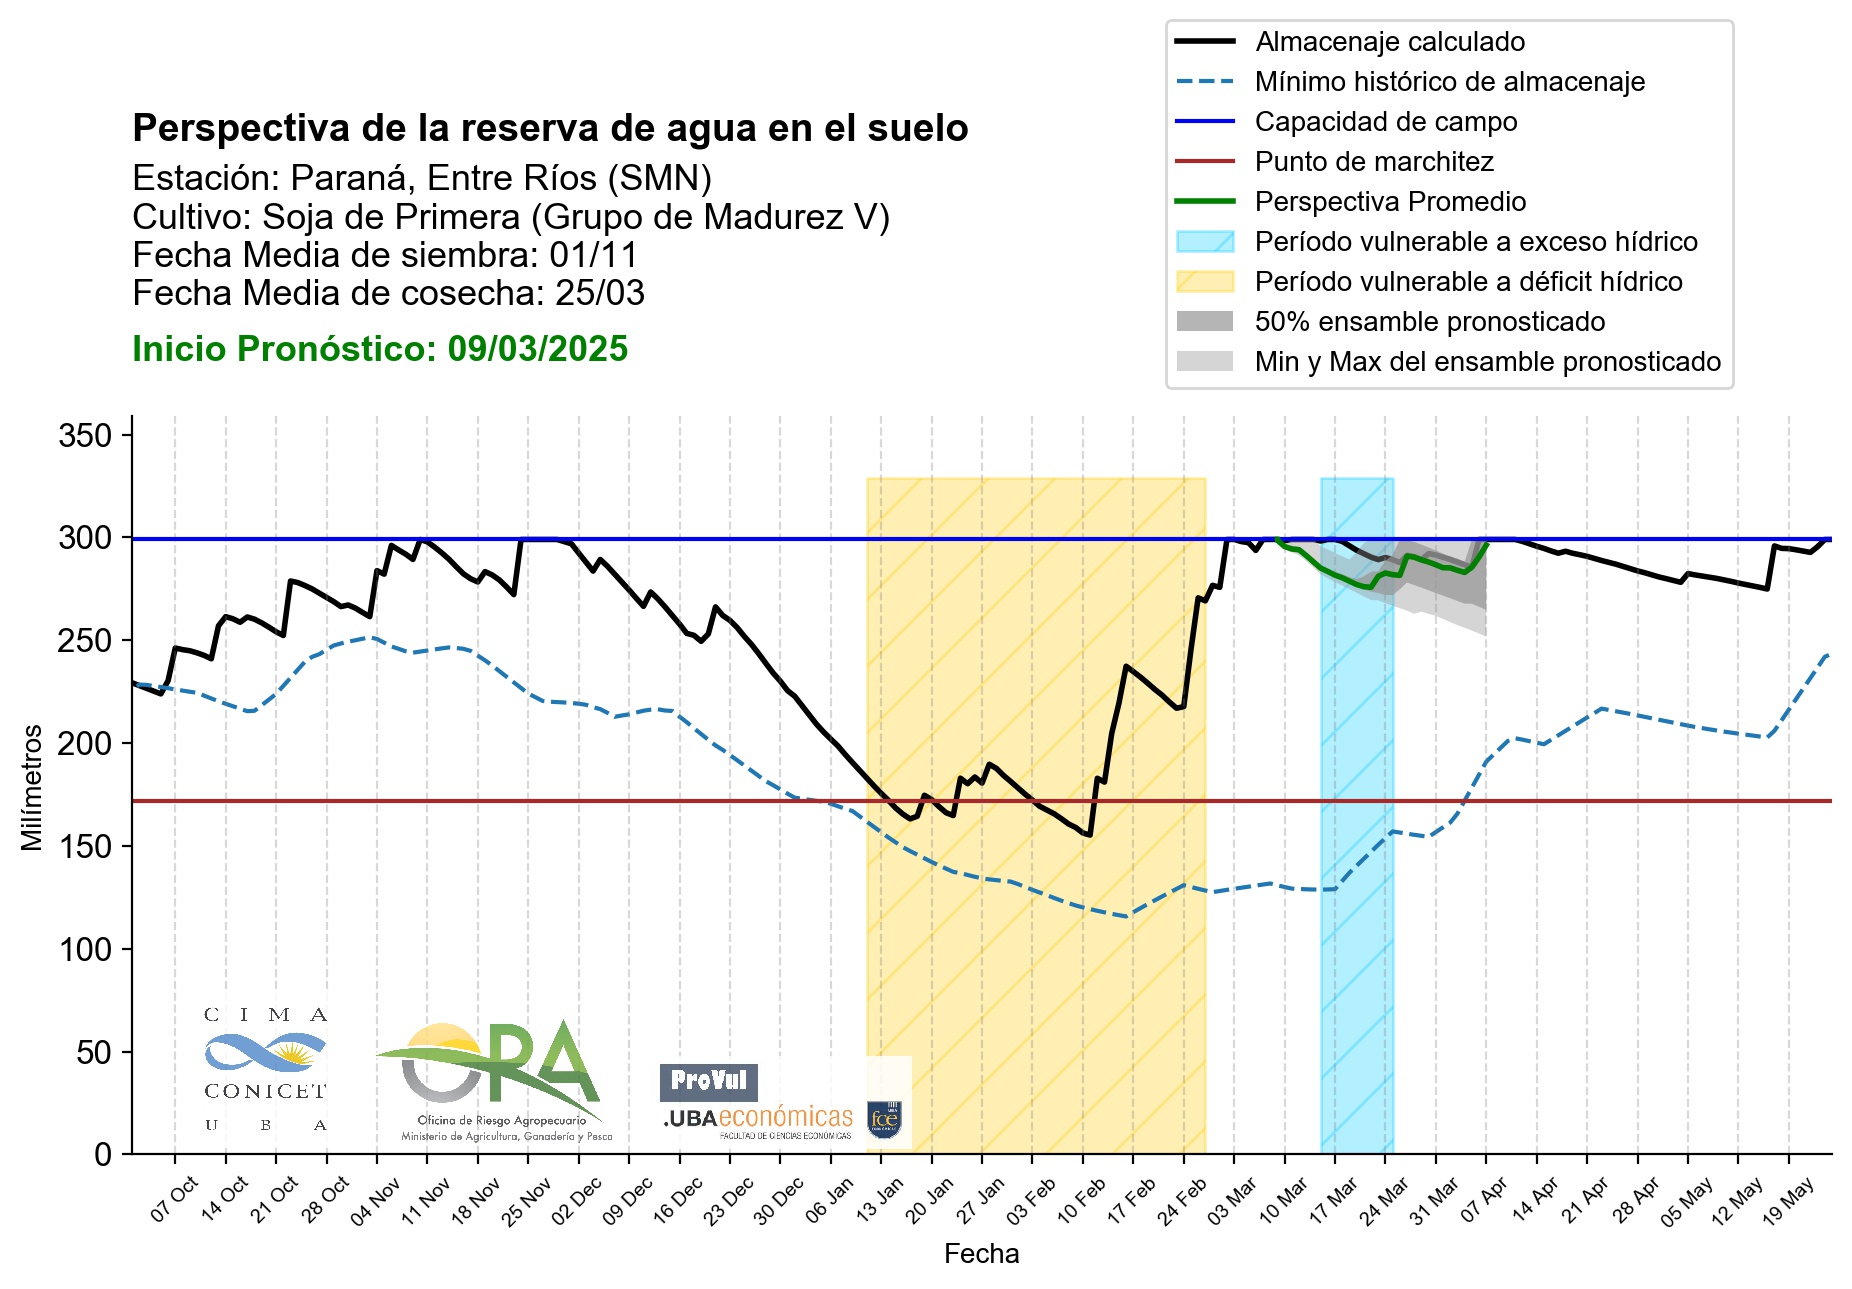 Almacenaje calculado
Mínimo histórico de almacenaje
Capacidad de campo
Punto de marchitez
Perspectiva Promedio
Período vulnerable a exceso hídrico
Período vulnerable a déficit hídrico
50% ensamble pronosticado
Min y Max del ensamble pronosticado
Perspectiva de la reserva de agua en el suelo
Estación: Paraná, Entre Ríos (SMN)
Cultivo: Soja de Primera (Grupo de Madurez V)
Fecha Media de siembra: 01/11
Fecha Media de cosecha: 25/03
Inicio Pronóstico: 09/03/2025
350
300
250
200
150
100
50
0
Milímetros
CIMA
CONICET
UBA
ORA
Oficina de Riesgo Agropecuario
Ministerio de Agricultura, Ganadería y Pesca
ProVul
.UBAeconómicas
FACULTAD DE CIENCIAS ECONÓMICAS
UBA
fce
07 Oct
14 Oct
21 Oct
28 Oct
04 Nov
11 Nov
18 Nov
25 Nov
02 Dec
09 Dec
16 Dec
23 Dec
30 Dec
06 Jan
13 Jan
20 Jan
27 Jan
03 Feb
10 Feb
17 Feb
24 Feb
03 Mar
10 Mar
17 Mar
24 Mar
31 Mar
07 Apr
14 Apr
21 Apr
28 Apr
05 May
12 May
19 May
Fecha